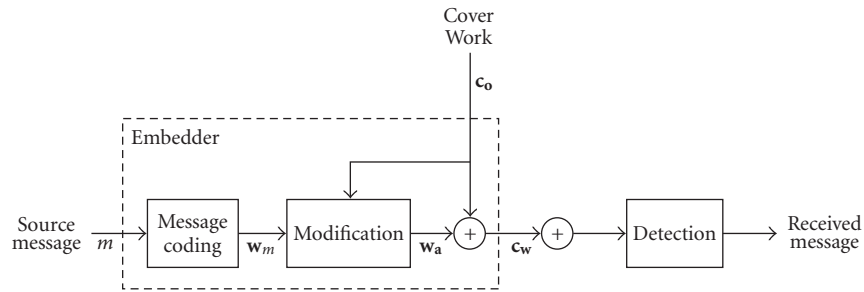 Cover
Work
c_o
Embedder
Source
message
m
Message
coding
w_m
Modification
w_a
+
c_w
+
Detection
Received
message